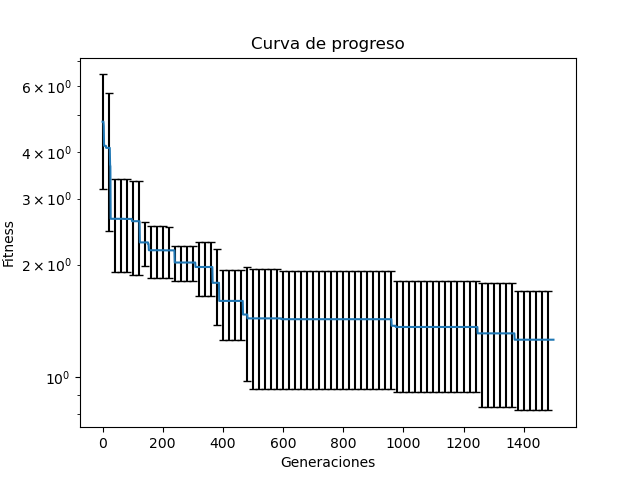 Curva de progreso
6 × 10⁰
4 × 10⁰
3 × 10⁰
2 × 10⁰
10⁰
Fitness
0 200 400 600 800 1000 1200 1400
Generaciones